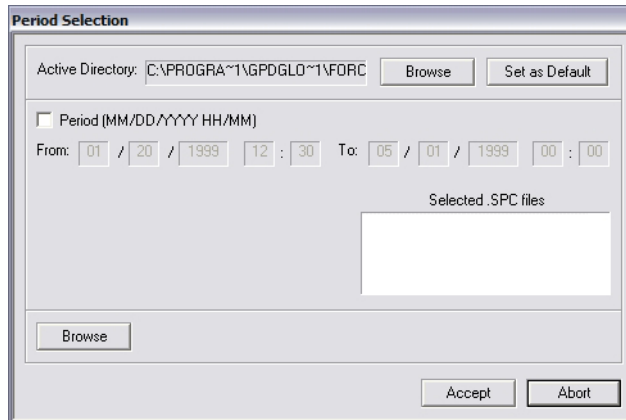 Period Selection
Active Directory: C:\PROGRA~1\GPDGLO~1\FORC Browse Set as Default
Period (MM/DD/YYYY HH/MM)
From: 01 / 20 / 1999 12 : 30 To: 05 / 01 / 1999 00 : 00
Selected .SPC files
Browse
Accept Abort